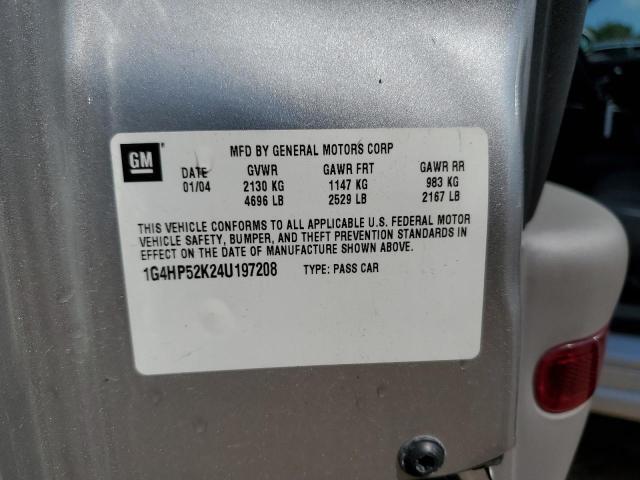 GM
MFD BY GENERAL MOTORS CORP
DATE GVWR GAWR FRT GAWR RR
01/04 2130 KG 1147 KG 983 KG
4696 LB 2529 LB 2167 LB
THIS VEHICLE CONFORMS TO ALL APPLICABLE U.S. FEDERAL MOTOR
VEHICLE SAFETY, BUMPER, AND THEFT PREVENTION STANDARDS IN
EFFECT ON THE DATE OF MANUFACTURE SHOWN ABOVE.
1G4HP52K24U197208 TYPE: PASS CAR